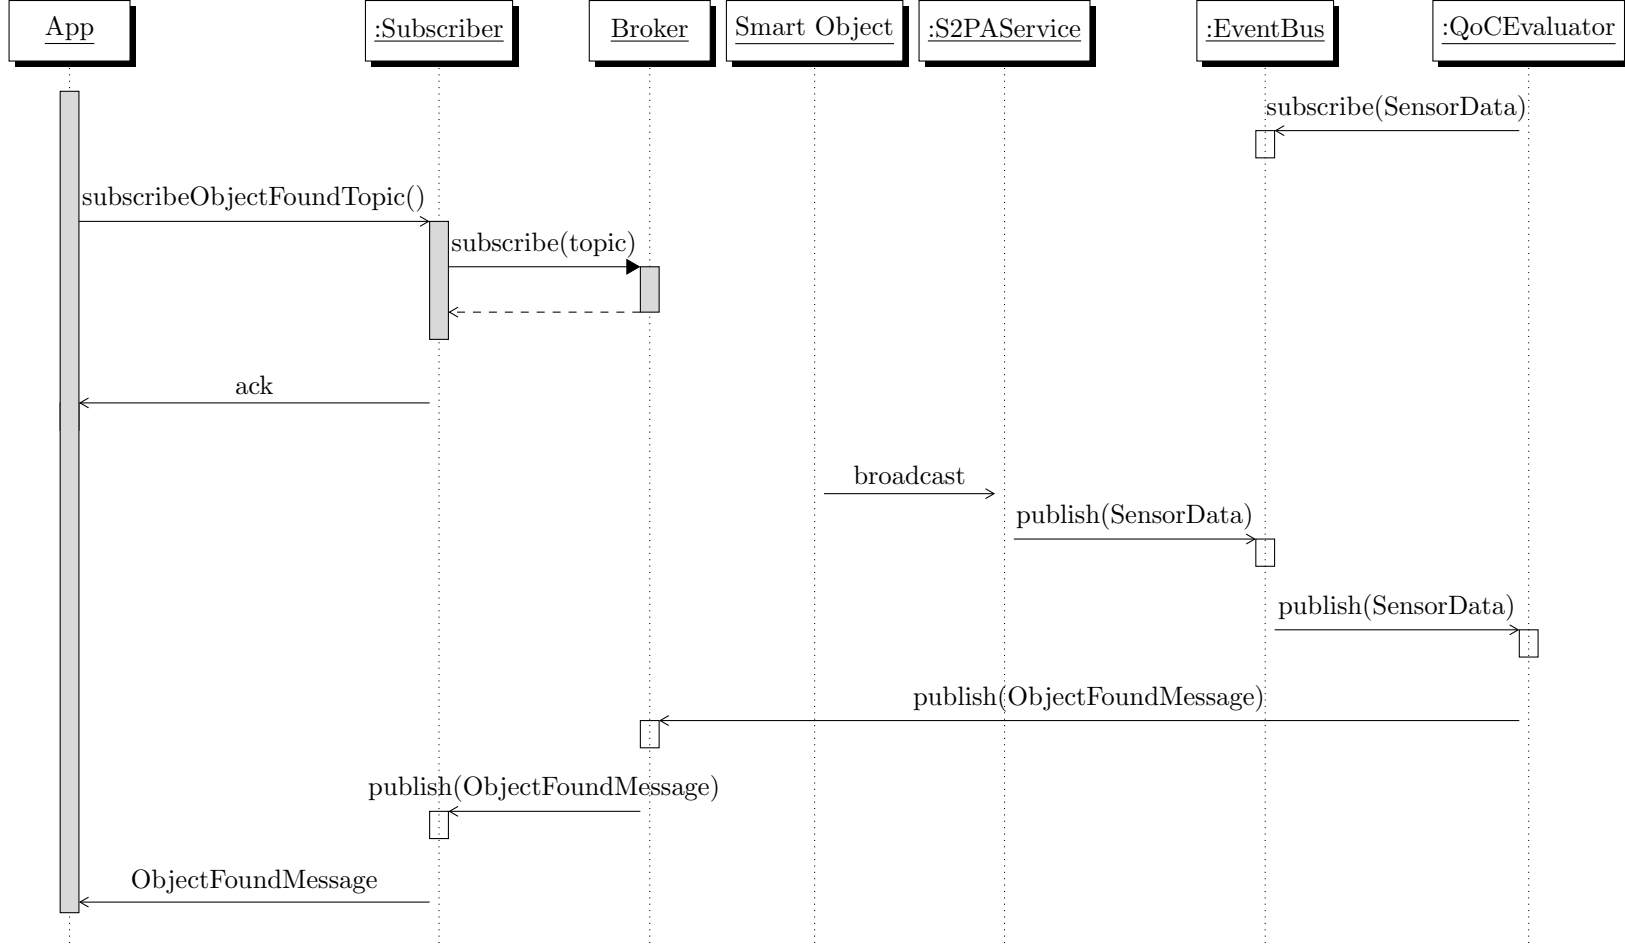 App
:Subscriber
Broker
Smart Object
:S2PAService
:EventBus
:QoCEvaluator
subscribe(SensorData)
subscribeObjectFoundTopic()
subscribe(topic)
ack
broadcast
publish(SensorData)
publish(SensorData)
publish(ObjectFoundMessage)
publish(ObjectFoundMessage)
ObjectFoundMessage